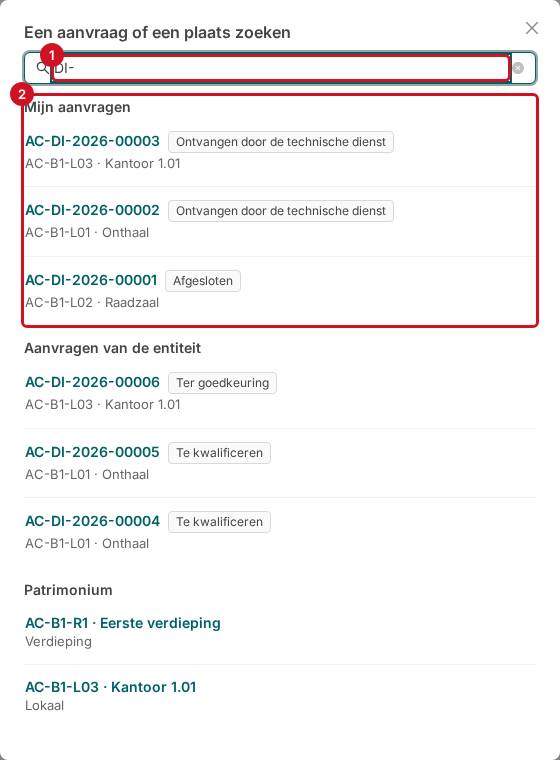 Een aanvraag of een plaats zoeken
1
DI-
2
Mijn aanvragen
AC-DI-2026-00003 Ontvangen door de technische dienst
AC-B1-L03 · Kantoor 1.01
AC-DI-2026-00002 Ontvangen door de technische dienst
AC-B1-L01 · Onthaal
AC-DI-2026-00001 Afgesloten
AC-B1-L02 · Raadzaal
Aanvragen van de entiteit
AC-DI-2026-00006 Ter goedkeuring
AC-B1-L03 · Kantoor 1.01
AC-DI-2026-00005 Te kwalificeren
AC-B1-L01 · Onthaal
AC-DI-2026-00004 Te kwalificeren
AC-B1-L01 · Onthaal
Patrimonium
AC-B1-R1 · Eerste verdieping
Verdieping
AC-B1-L03 · Kantoor 1.01
Lokaal